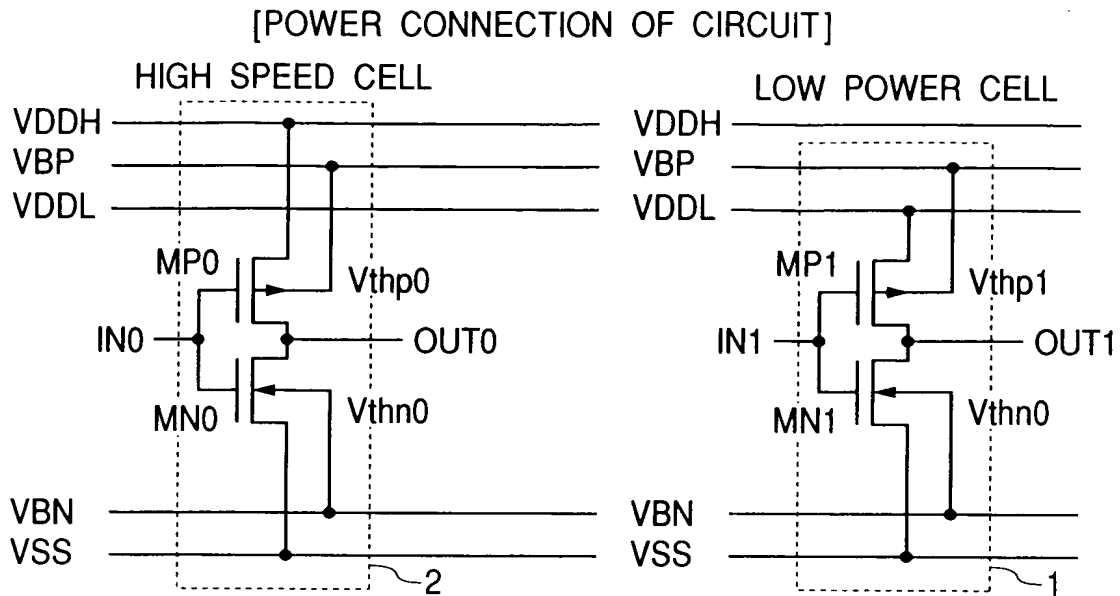 [POWER CONNECTION OF CIRCUIT]
HIGH SPEED CELL
VDDH
VBP
VDDL
MP0
Vthp0
IN0
OUT0
MN0
Vthn0
VBN
VSS
2
LOW POWER CELL
VDDH
VBP
VDDL
MP1
Vthp1
IN1
OUT1
MN1
Vthn0
VBN
VSS
1